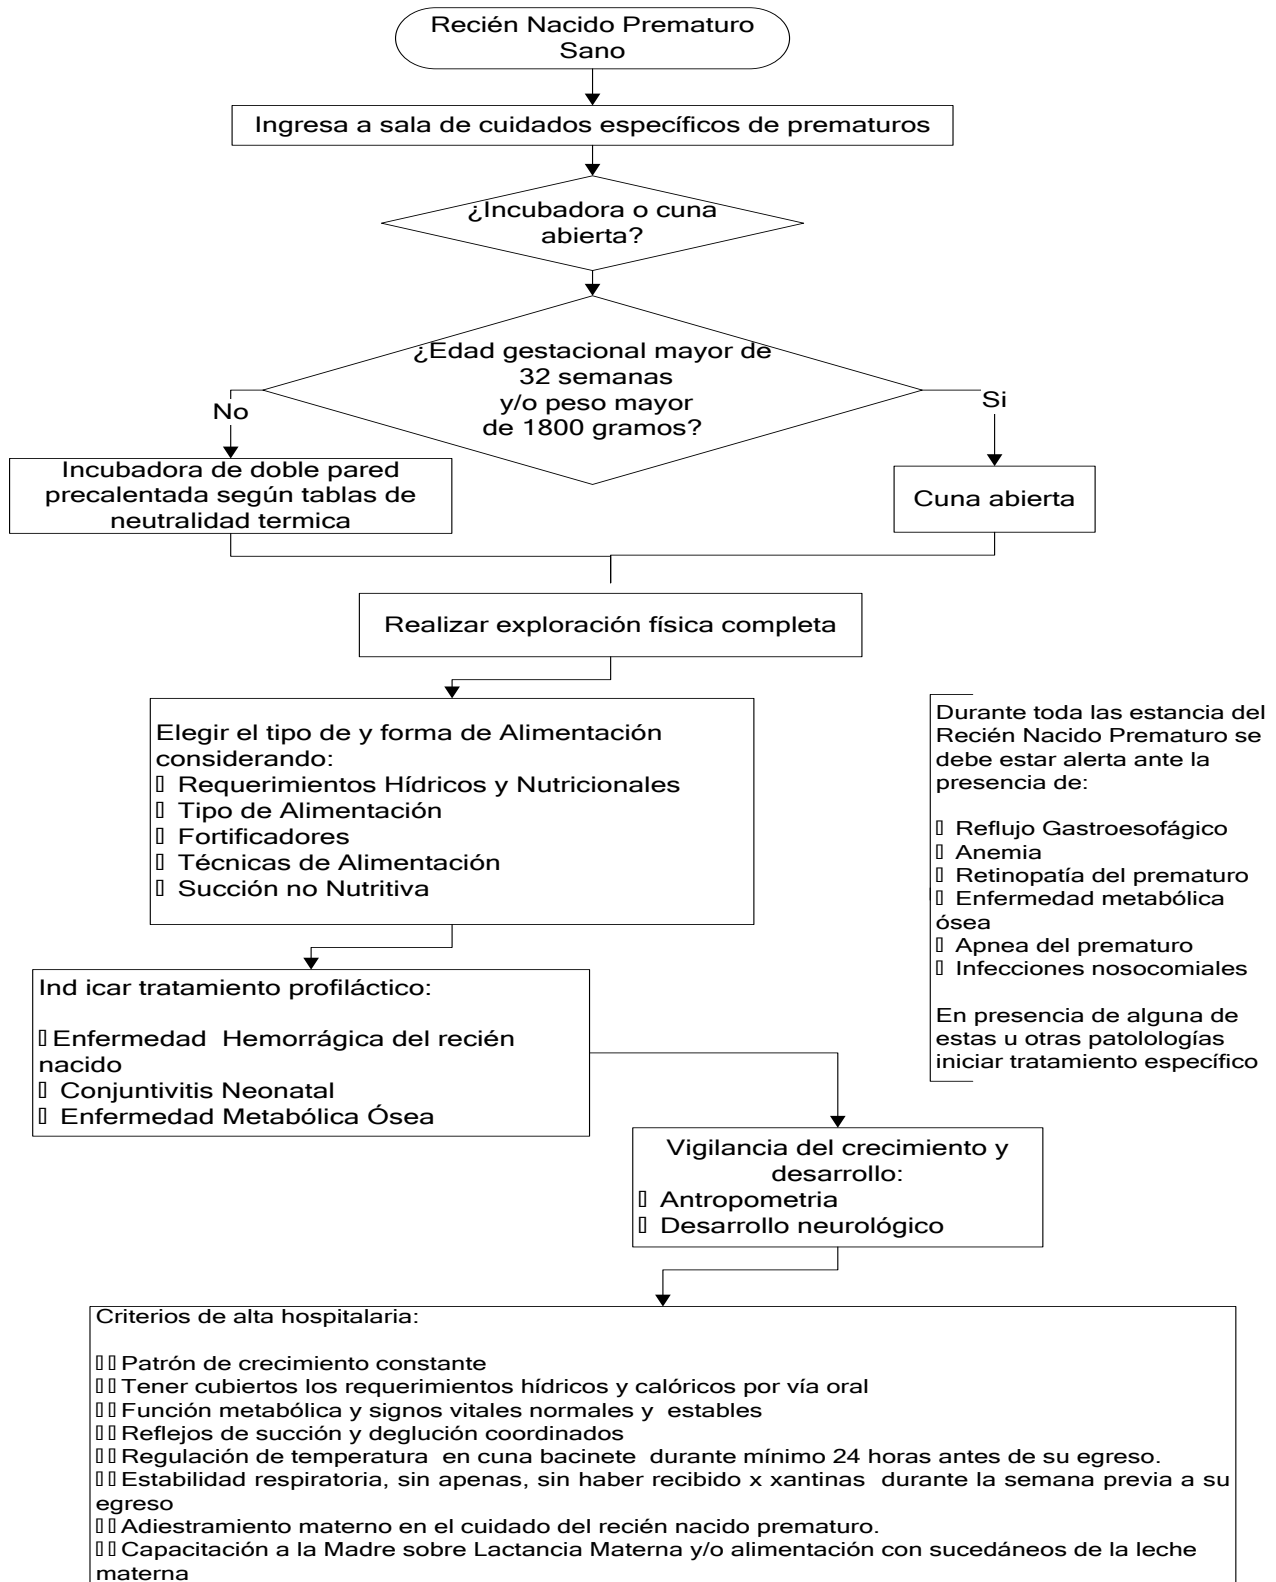 Recién Nacido Prematuro
Sano
Ingresa a sala de cuidados específicos de prematuros
¿Incubadora o cuna
abierta?
¿Edad gestacional mayor de
32 semanas
y/o peso mayor
de 1800 gramos?
No
Si
Incubadora de doble pared
precalentada según tablas de
neutralidad termica
Cuna abierta
Realizar exploración física completa
Elegir el tipo de y forma de Alimentación
considerando:
Requerimientos Hídricos y Nutricionales
Tipo de Alimentación
Fortificadores
Técnicas de Alimentación
Succión no Nutritiva
Durante toda las estancia del
Recién Nacido Prematuro se
debe estar alerta ante la
presencia de:
Reflujo Gastroesofágico
Anemia
Retinopatía del prematuro
Enfermedad metabólica
ósea
Apnea del prematuro
Infecciones nosocomiales
En presencia de alguna de
estas u otras patolologías
iniciar tratamiento específico
Ind icar tratamiento profiláctico:
Enfermedad  Hemorrágica del recién
nacido
Conjuntivitis Neonatal
Enfermedad Metabólica Ósea
Vigilancia del crecimiento y
desarrollo:
Antropometria
Desarrollo neurológico
Criterios de alta hospitalaria:
Patrón de crecimiento constante
Tener cubiertos los requerimientos hídricos y calóricos por vía oral
Función metabólica y signos vitales normales y  estables
Reflejos de succión y deglución coordinados
Regulación de temperatura  en cuna bacinete  durante mínimo 24 horas antes de su egreso.
Estabilidad respiratoria, sin apenas, sin haber recibido x xantinas  durante la semana previa a su
egreso
Adiestramiento materno en el cuidado del recién nacido prematuro.
Capacitación a la Madre sobre Lactancia Materna y/o alimentación con sucedáneos de la leche
materna